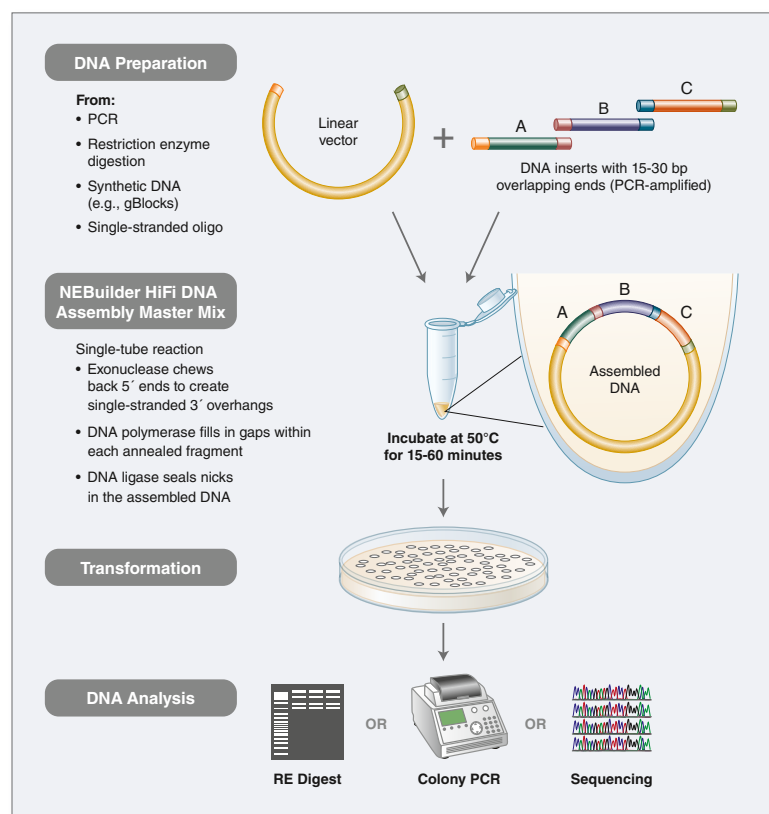 DNA Preparation
From:
• PCR
• Restriction enzyme
digestion
• Synthetic DNA
(e.g., gBlocks)
• Single-stranded oligo
Linear
vector
+
A
B
C
DNA inserts with 15-30 bp
overlapping ends (PCR-amplified)
NEBuilder HiFi DNA
Assembly Master Mix
Single-tube reaction
• Exonuclease chews
back 5´ ends to create
single-stranded 3´ overhangs
• DNA polymerase fills in gaps within
each annealed fragment
• DNA ligase seals nicks
in the assembled DNA
Incubate at 50°C
for 15-60 minutes
A
B
C
Assembled
DNA
Transformation
DNA Analysis
OR
OR
RE Digest
Colony PCR
Sequencing